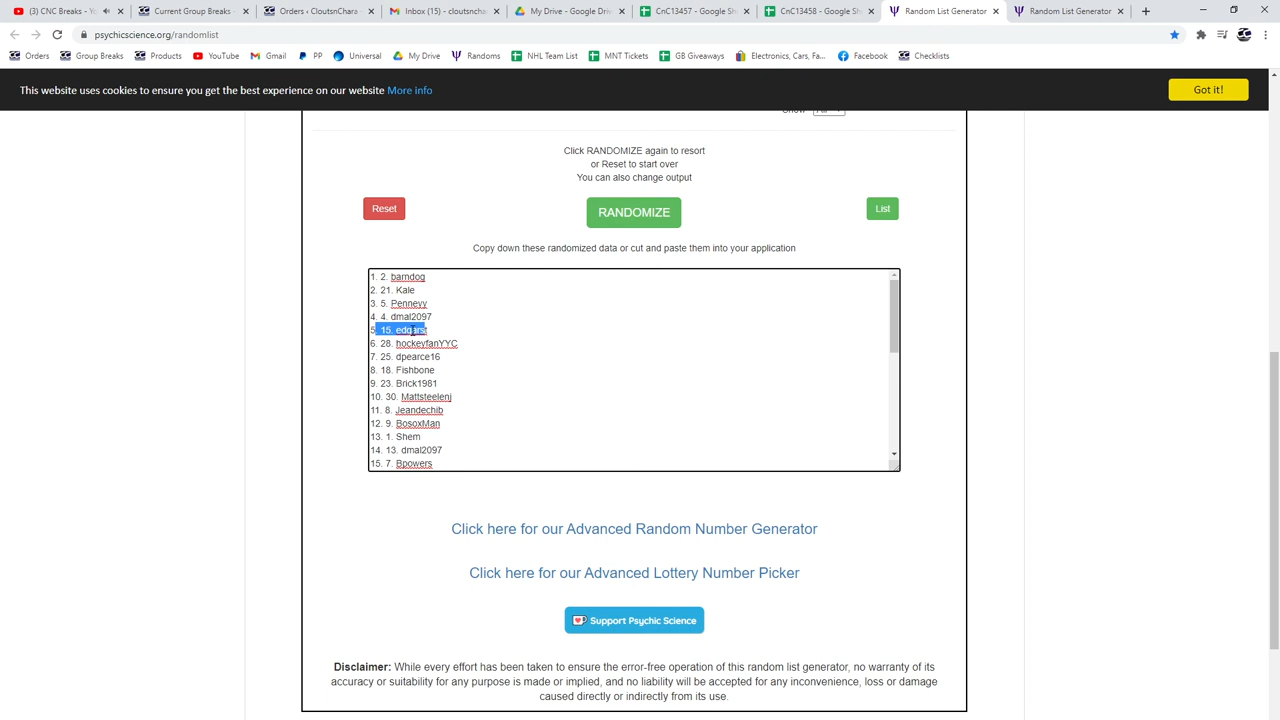 (3) CNC Breaks - Y
Current Group Breaks
Orders ‹ CloutsnChara
Inbox (15) - cloutsnchara
My Drive - Google Driv
CnC13457 - Google Sh
CnC13458 - Google Sh
Random List Generator
Random List Generator
psychicscience.org/randomlist
Orders
Group Breaks
Products
YouTube
Gmail
PP
Universal
My Drive
Randoms
NHL Team List
MNT Tickets
GB Giveaways
Electronics, Cars, Fa...
Facebook
Checklists
This website uses cookies to ensure you get the best experience on our website More info
Got it!
Click RANDOMIZE again to resort
or Reset to start over
You can also change output
Reset
RANDOMIZE
List
Copy down these randomized data or cut and paste them into your application
1. 2. barndog
2. 21. Kale
3. 5. Pennevy
4. 4. dmal2097
6. 28. hockeyfanYYC
7. 25. dpearce16
8. 18. Fishbone
9. 23. Brick1981
10. 30. Mattsteelenj
11. 8. Jeandechib
12. 9. BosoxMan
13. 1. Shem
14. 13. dmal2097
15. 7. Bpowers
Click here for our Advanced Random Number Generator
Click here for our Advanced Lottery Number Picker
Support Psychic Science
Disclaimer: While every effort has been taken to ensure the error-free operation of this random list generator, no warranty of its
accuracy or suitability for any purpose is made or implied, and no liability will be accepted for any inconvenience, loss or damage
caused directly or indirectly from its use.